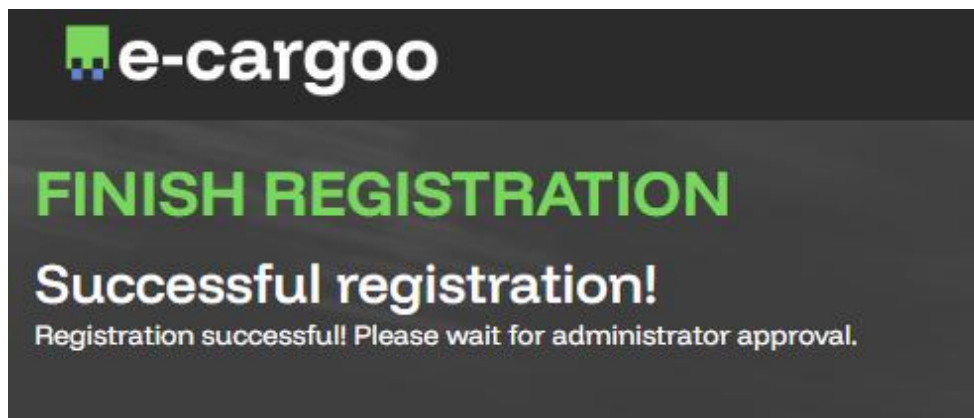 e-cargoo
FINISH REGISTRATION
Successful registration!
Registration successful! Please wait for administrator approval.